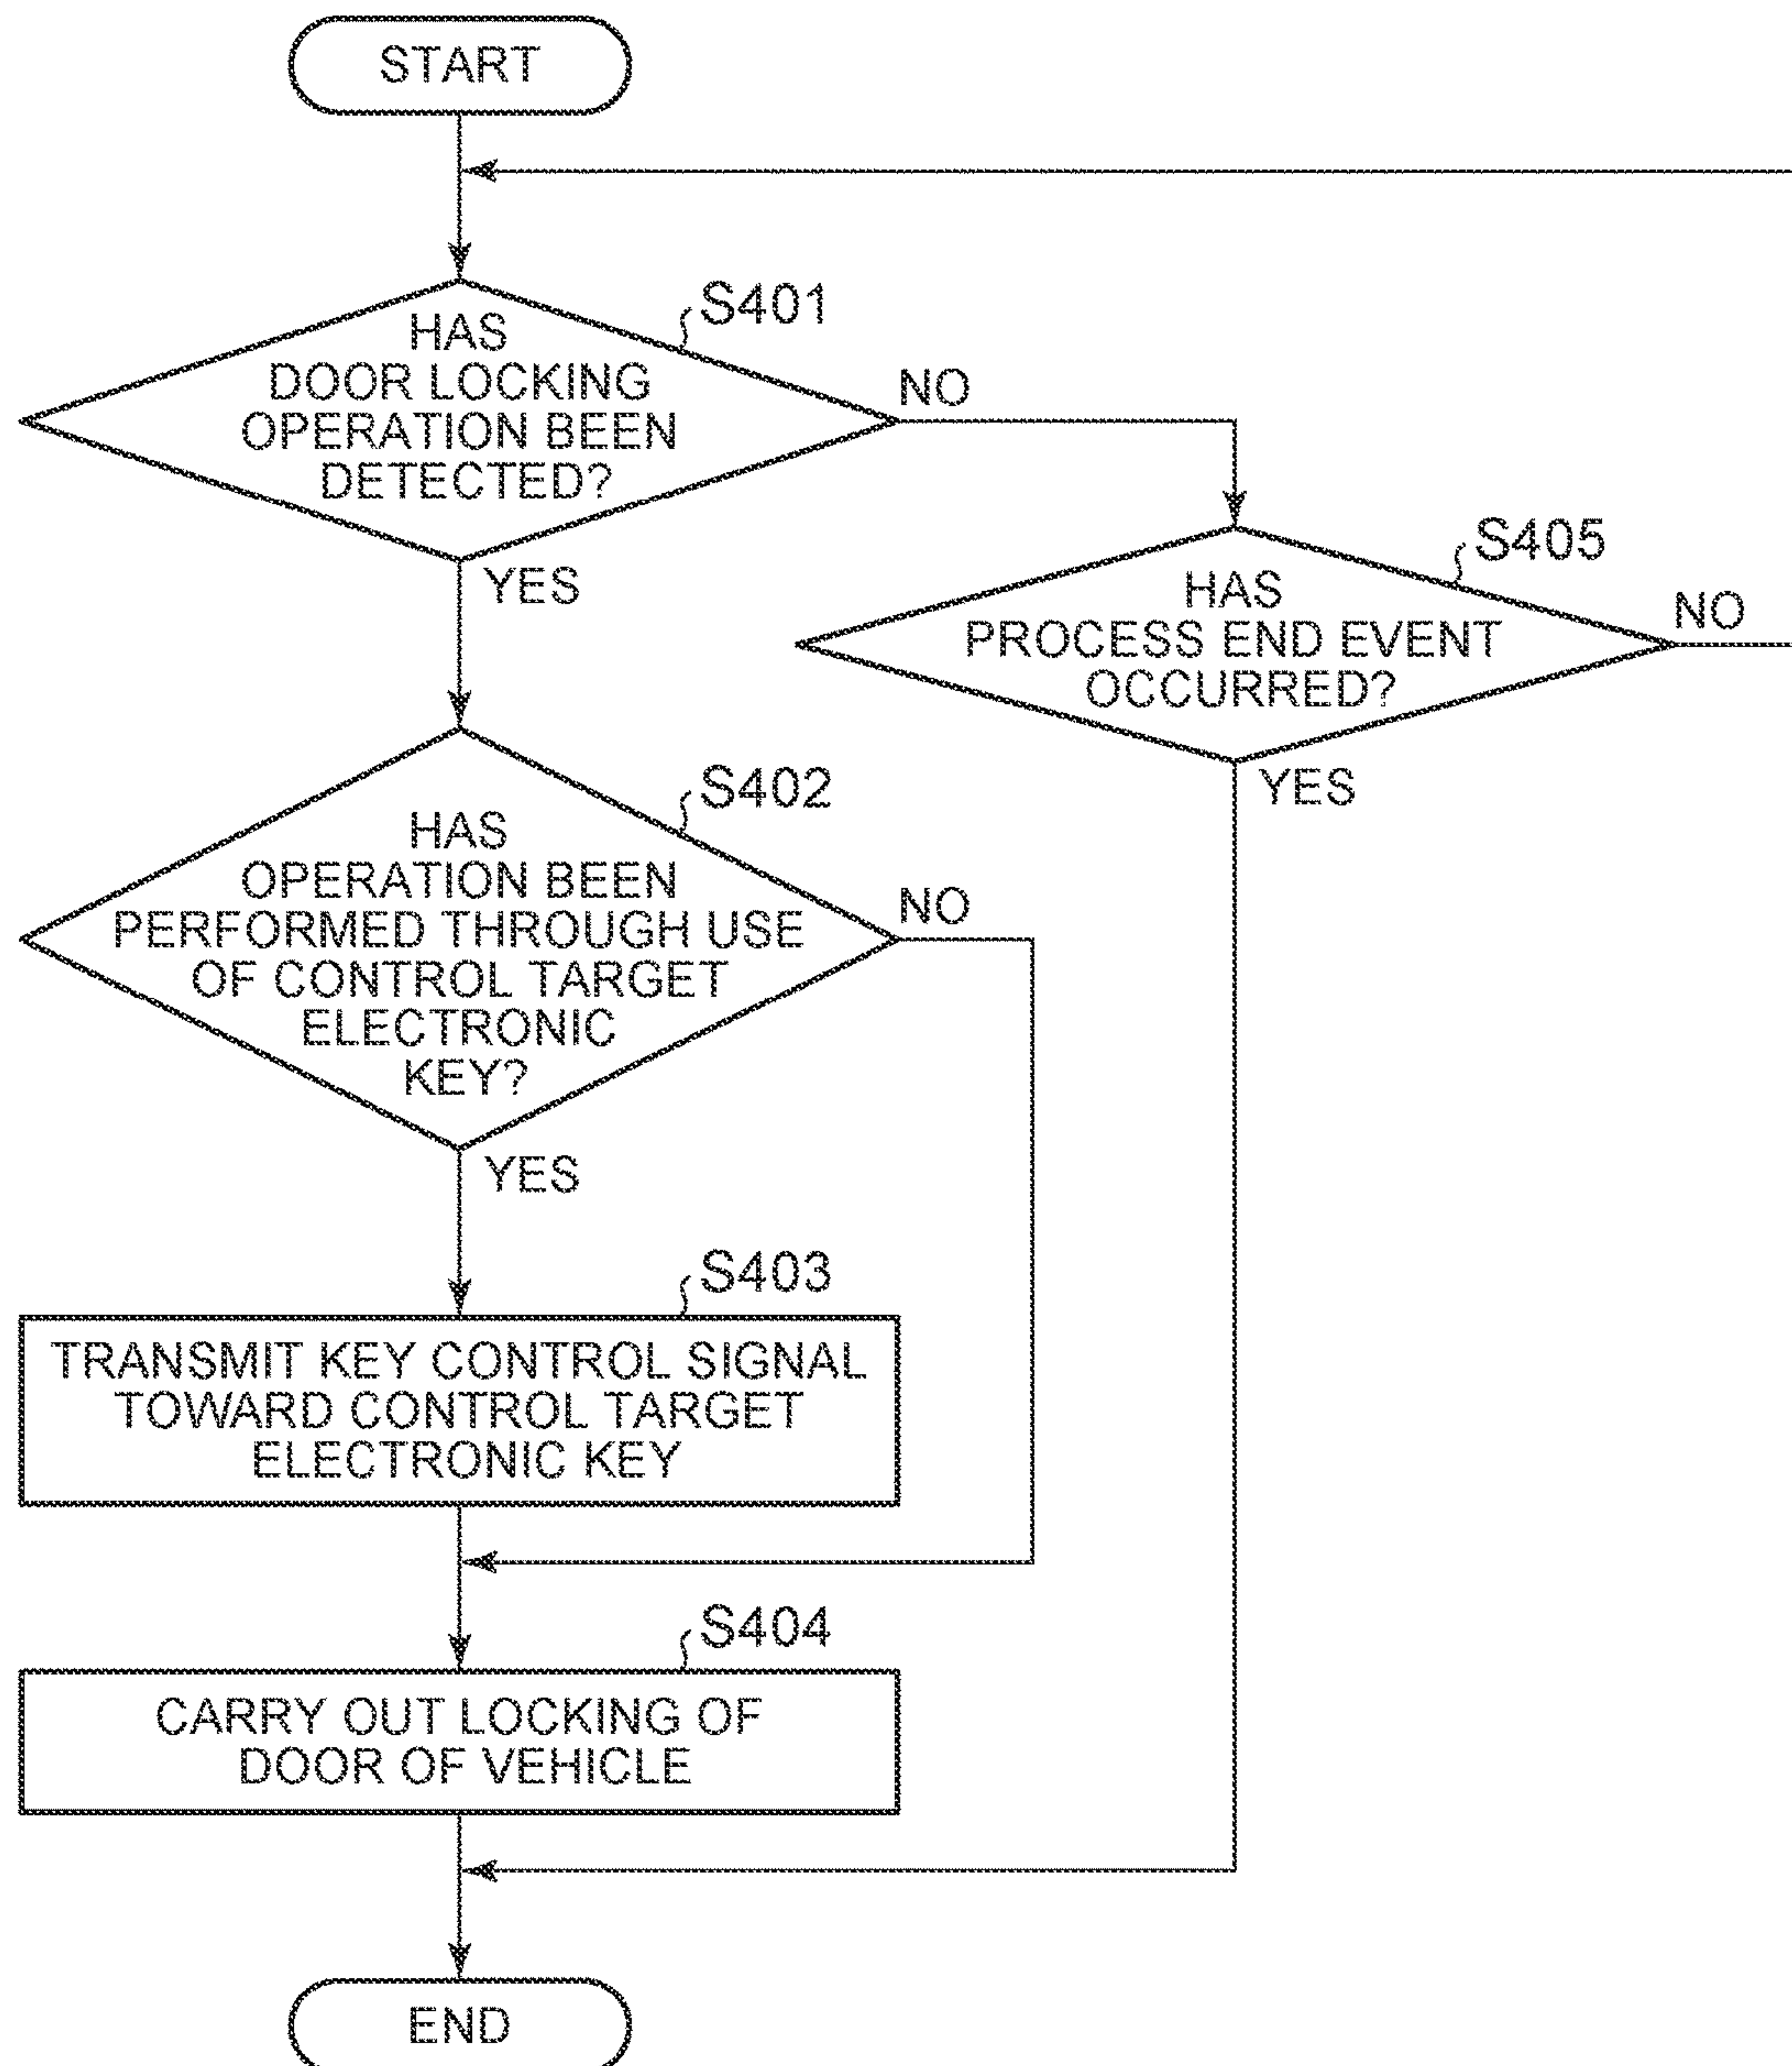 START
S401
HAS
DOOR LOCKING
OPERATION BEEN
DETECTED?
NO
YES
S405
HAS
PROCESS END EVENT
OCCURRED?
NO
YES
S402
HAS
OPERATION BEEN
PERFORMED THROUGH USE
OF CONTROL TARGET
ELECTRONIC
KEY?
NO
YES
S403
TRANSMIT KEY CONTROL SIGNAL
TOWARD CONTROL TARGET
ELECTRONIC KEY
S404
CARRY OUT LOCKING OF
DOOR OF VEHICLE
END